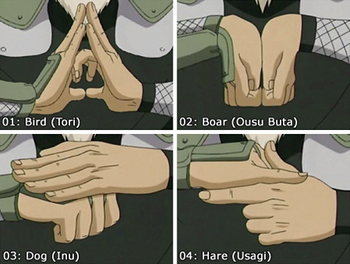 01: Bird (Tori)
02: Boar (Ousu Buta)
03: Dog (Inu)
04: Hare (Usagi)